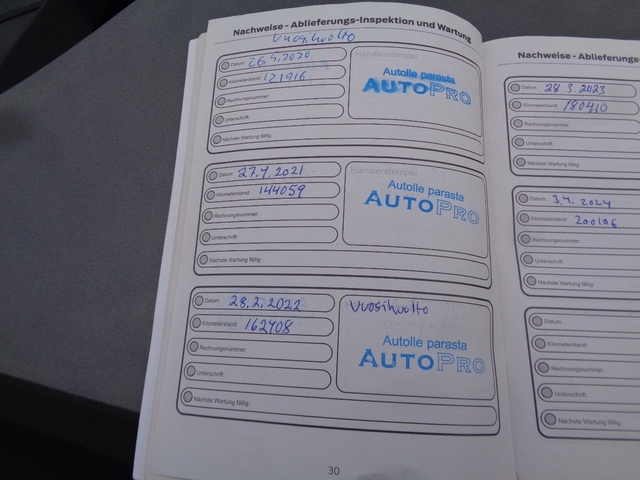 Nachweise - Ablieferungs-Inspektion und Wartung
Vuosihuolto
Datum: 26.5.2020
Händlerstempel
Kilometerstand: 121916
Rechnungsnummer:
Unterschrift:
Nächste Wartung fällig:
Autolle parasta
AUTOPRO
Datum: 27.4.2021
Händlerstempel
Kilometerstand: 144059
Rechnungsnummer:
Unterschrift:
Nächste Wartung fällig:
Autolle parasta
AUTOPRO
Datum: 28.2.2022
Vuosihuolto
Kilometerstand: 162408
Rechnungsnummer:
Unterschrift:
Nächste Wartung fällig:
Autolle parasta
AUTOPRO
30
Nachweise - Ablieferungs-
Datum: 28.3.2023
Kilometerstand: 180410
Rechnungsnummer:
Unterschrift:
Nächste Wartung fällig:
Datum: 3.4.2024
Kilometerstand: 200106
Rechnungsnummer:
Unterschrift:
Nächste Wartung fällig:
Datum:
Kilometerstand:
Rechnungsnummer:
Unterschrift:
Nächste Wartung fällig: